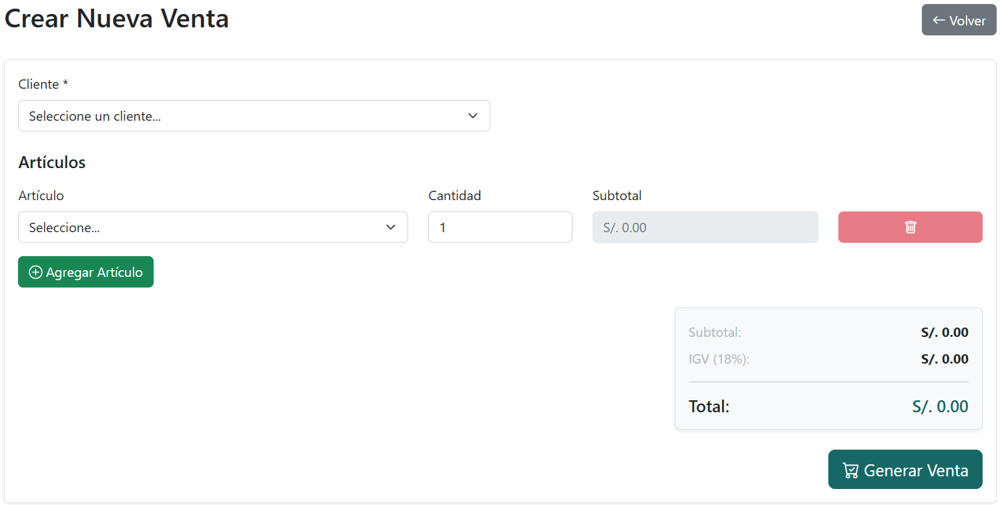 Crear Nueva Venta
Volver
Cliente *
Seleccione un cliente...
Artículos
Artículo Cantidad Subtotal
Seleccione... 1 S/. 0.00
Agregar Artículo
Subtotal: S/. 0.00
IGV (18%): S/. 0.00
Total: S/. 0.00
Generar Venta